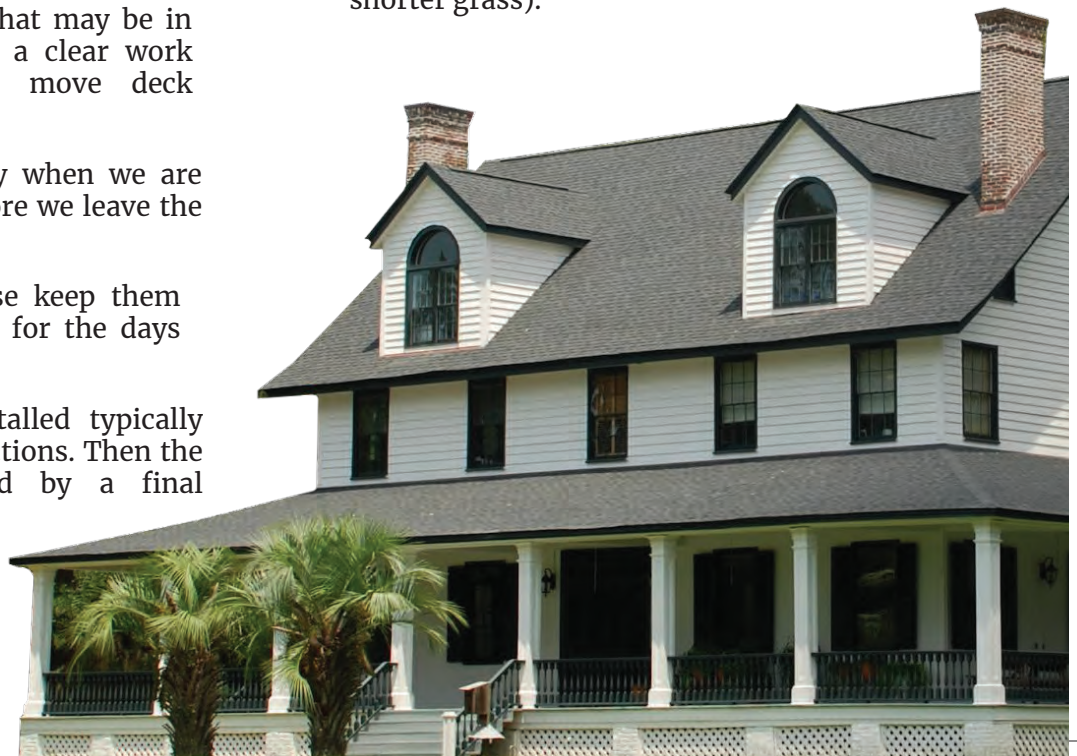 hat may be in
a clear work
move deck
y when we are
ore we leave the
se keep them
for the days
talled typically
tions. Then the
d by a final
shorter grass).